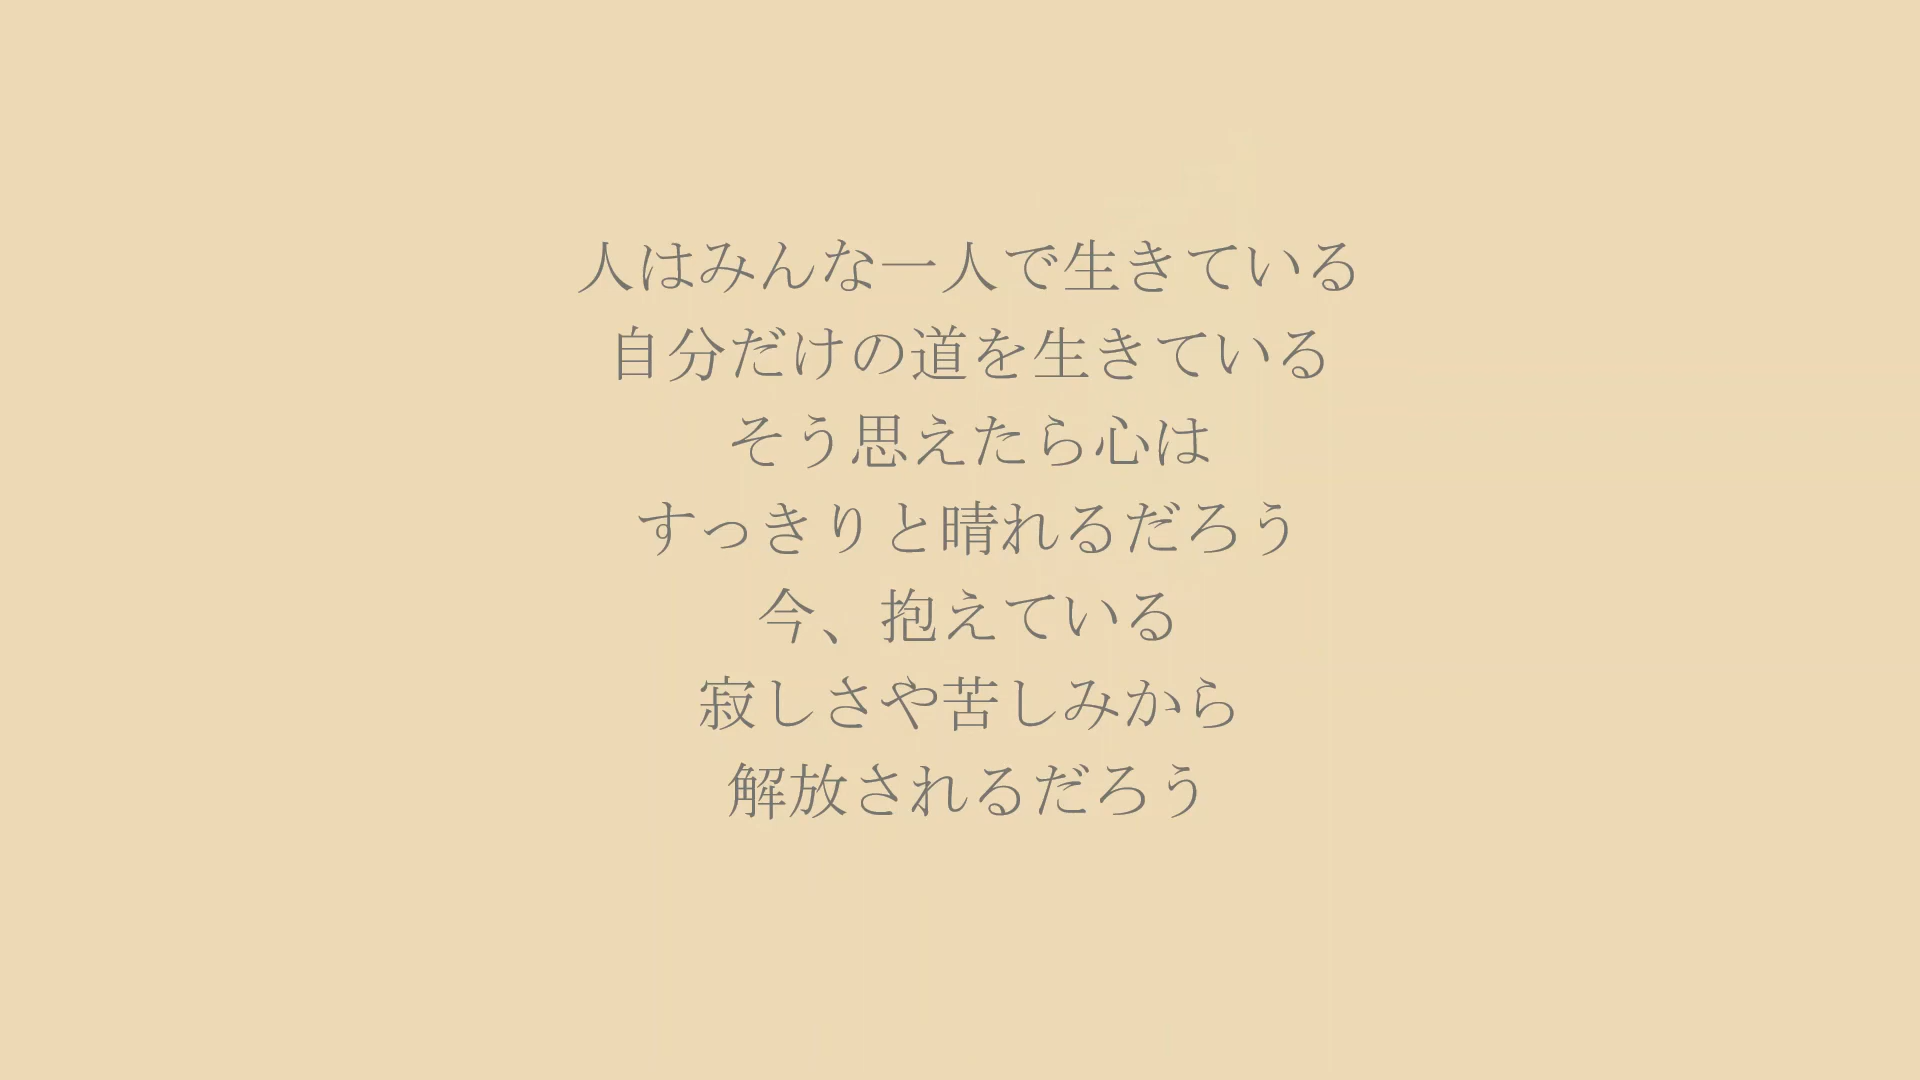 人はみんな一人で生きている
自分だけの道を生きている
そう思えたら心は
すっきりと晴れるだろう
今、抱えている
寂しさや苦しみから
解放されるだろう